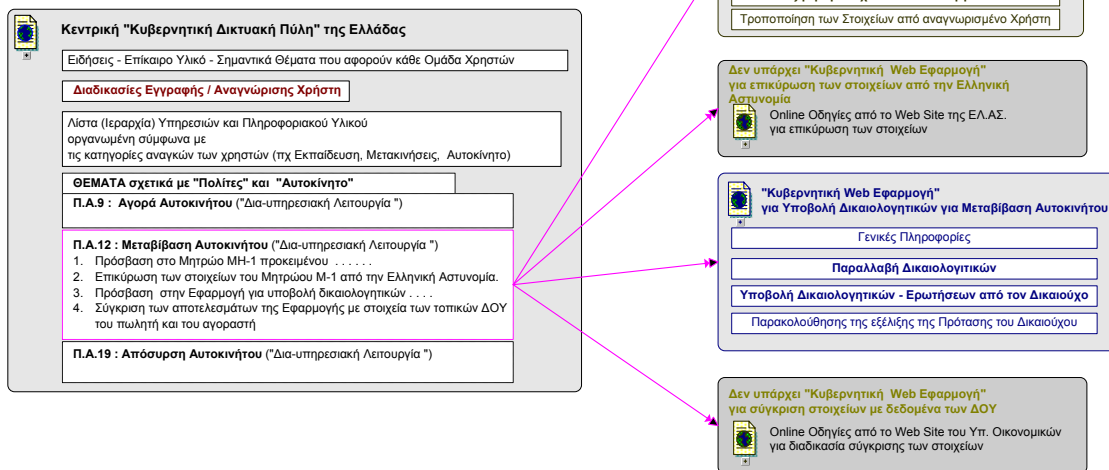 Κεντρική "Κυβερνητική Δικτυακή Πύλη" της Ελλάδας
Ειδήσεις - Επίκαιρο Υλικό - Σημαντικά Θέματα που αφορούν κάθε Ομάδα Χρηστών
Διαδικασίες Εγγραφής / Αναγνώρισης Χρήστη
Λίστα (Ιεραρχία) Υπηρεσιών και Πληροφοριακού Υλικού
οργανωμένη σύμφωνα με
τις κατηγορίες αναγκών των χρηστών (πχ Εκπαίδευση, Μετακινήσεις, Αυτοκίνητο)
ΘΕΜΑΤΑ σχετικά με "Πολίτες" και "Αυτοκίνητο"
Π.Α.9 : Αγορά Αυτοκινήτου ("Δια-υπηρεσιακή Λειτουργία ")
Π.Α.12 : Μεταβίβαση Αυτοκινήτου ("Δια-υπηρεσιακή Λειτουργία ")
1. Πρόσβαση στο Μητρώο ΜΗ-1 προκειμένου . . . . . .
2. Επικύρωση των στοιχείων του Μητρώου Μ-1 από την Ελληνική Αστυνομία.
3. Πρόσβαση στην Εφαρμογή για υποβολή δικαιολογητικών . . . .
4. Σύγκριση των αποτελεσμάτων της Εφαρμογής με στοιχεία των τοπικών ΔΟΥ
του πωλητή και του αγοραστή
Π.Α.19 : Απόσυρση Αυτοκινήτου ("Δια-υπηρεσιακή Λειτουργία ")
Τροποποίηση των Στοιχείων από αναγνωρισμένο Χρήστη
Δεν υπάρχει "Κυβερνητική Web Εφαρμογή"
για επικύρωση των στοιχείων από την Ελληνική
Αστυνομία
Online Οδηγίες από το Web Site της ΕΛ.ΑΣ.
για επικύρωση των στοιχείων
"Κυβερνητική Web Εφαρμογή"
για Υποβολή Δικαιολογητικών για Μεταβίβαση Αυτοκινήτου
Γενικές Πληροφορίες
Παραλλαβή Δικαιολογιτικών
Υποβολή Δικαιολογητικών - Ερωτήσεων από τον Δικαιούχο
Παρακολούθησης της εξέλιξης της Πρότασης του Δικαιούχου
Δεν υπάρχει "Κυβερνητική Web Εφαρμογή"
για σύγκριση στοιχείων με δεδομένα των ΔΟΥ
Online Οδηγίες από το Web Site του Υπ. Οικονομικών
για διαδικασία σύγκρισης των στοιχείων